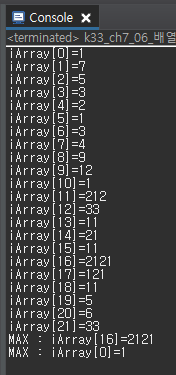 Console
<terminated> k33_ch7_06_배열
iArray[0]=1
iArray[1]=7
iArray[2]=5
iArray[3]=3
iArray[4]=2
iArray[5]=1
iArray[6]=3
iArray[7]=4
iArray[8]=9
iArray[9]=12
iArray[10]=1
iArray[11]=212
iArray[12]=33
iArray[13]=11
iArray[14]=21
iArray[15]=11
iArray[16]=2121
iArray[17]=121
iArray[18]=11
iArray[19]=5
iArray[20]=6
iArray[21]=33
MAX : iArray[16]=2121
MAX : iArray[0]=1